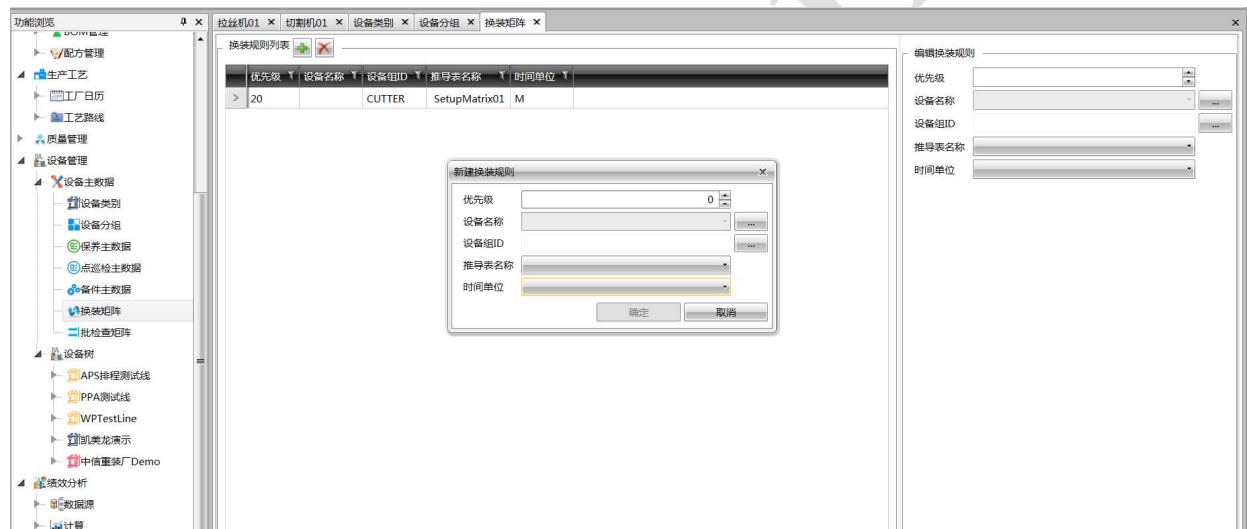 功能浏览
BOM管理
配方管理
生产工艺
工厂日历
工艺路线
质量管理
设备管理
设备主数据
设备类别
设备分组
保养主数据
点巡检主数据
备件主数据
换装矩阵
批检查矩阵
设备树
APS排程测试线
PPA测试线
WPTestLine
凯美龙演示
中信重装厂Demo
绩效分析
数据源
计算
拉丝机01 切割机01 设备类别 设备分组 换装矩阵
换装规则列表
优先级 设备名称 设备组ID 推导表名称 时间单位
20 CUTTER SetupMatrix01 M
新建换装规则
优先级 0
设备名称 ...
设备组ID ...
推导表名称
时间单位
确定 取消
编辑换装规则
优先级
设备名称 ...
设备组ID ...
推导表名称
时间单位